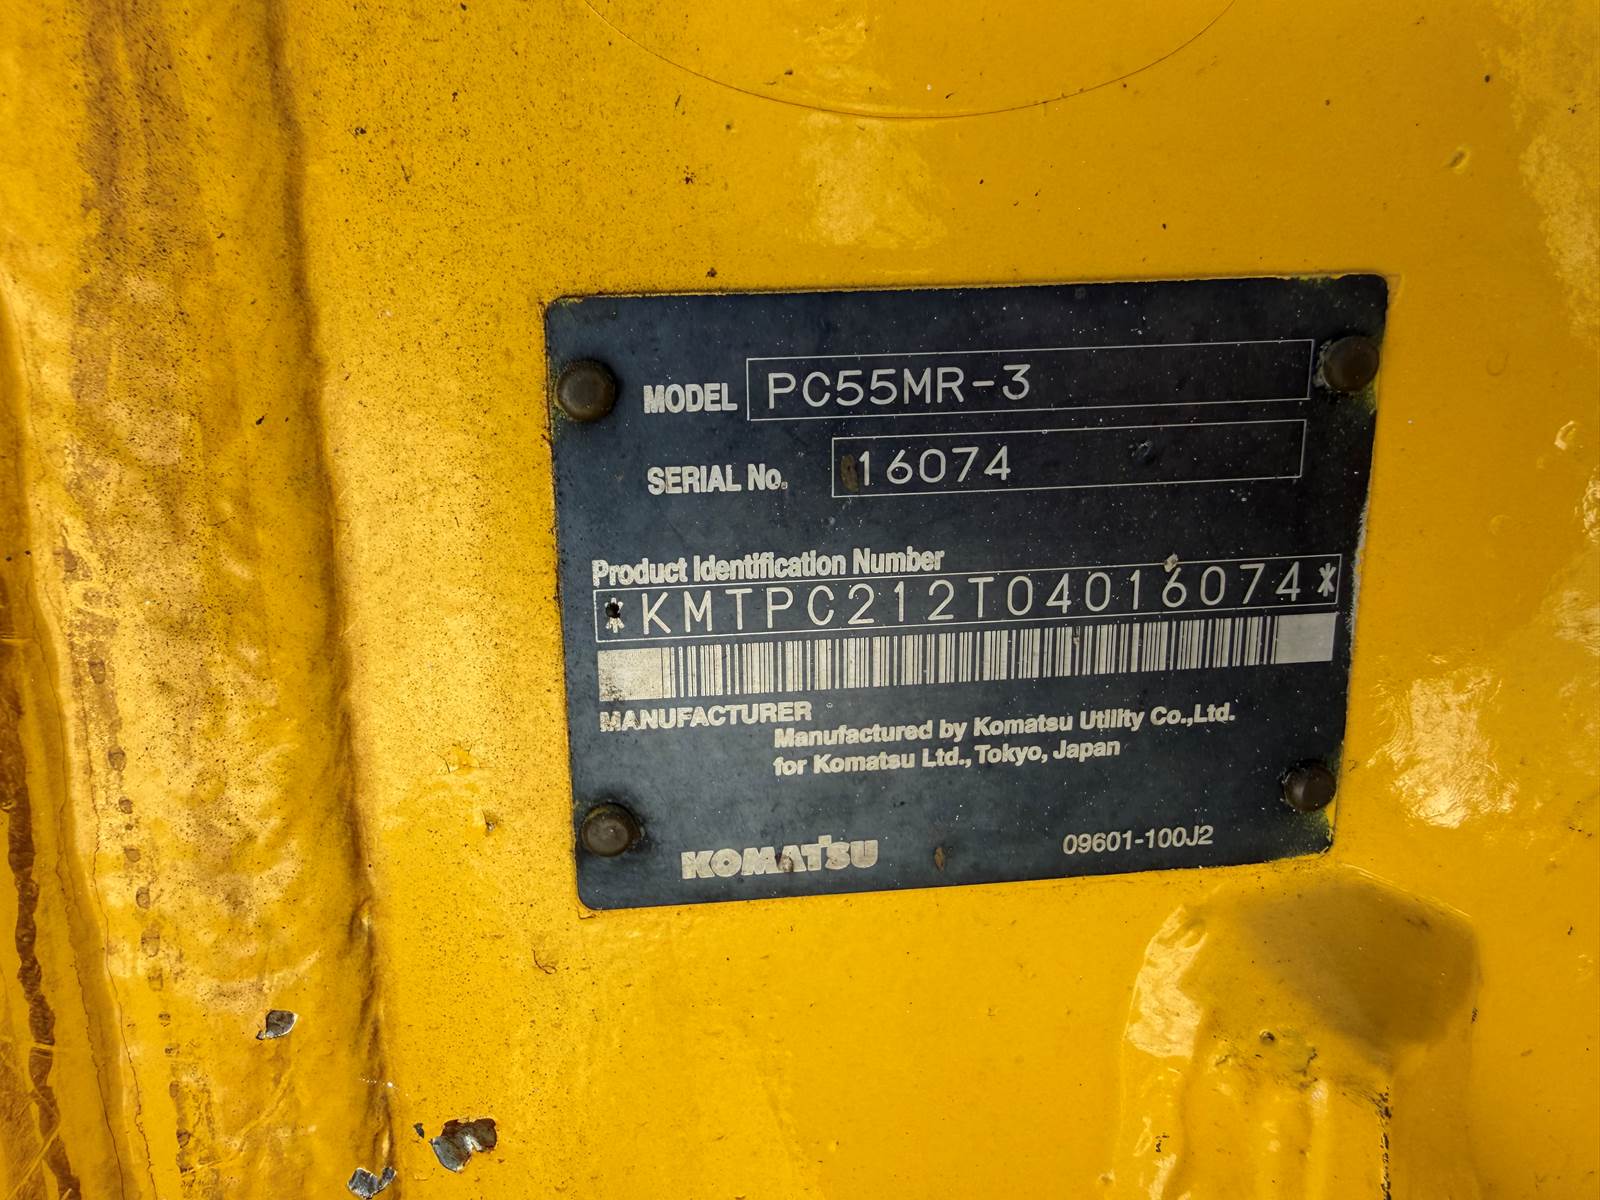 MODEL PC55MR-3
SERIAL No. 16074
Product Identification Number
*KMTPC212T04016074*
MANUFACTURER
Manufactured by Komatsu Utility Co.,Ltd.
for Komatsu Ltd., Tokyo, Japan
KOMATSU 09601-100J2